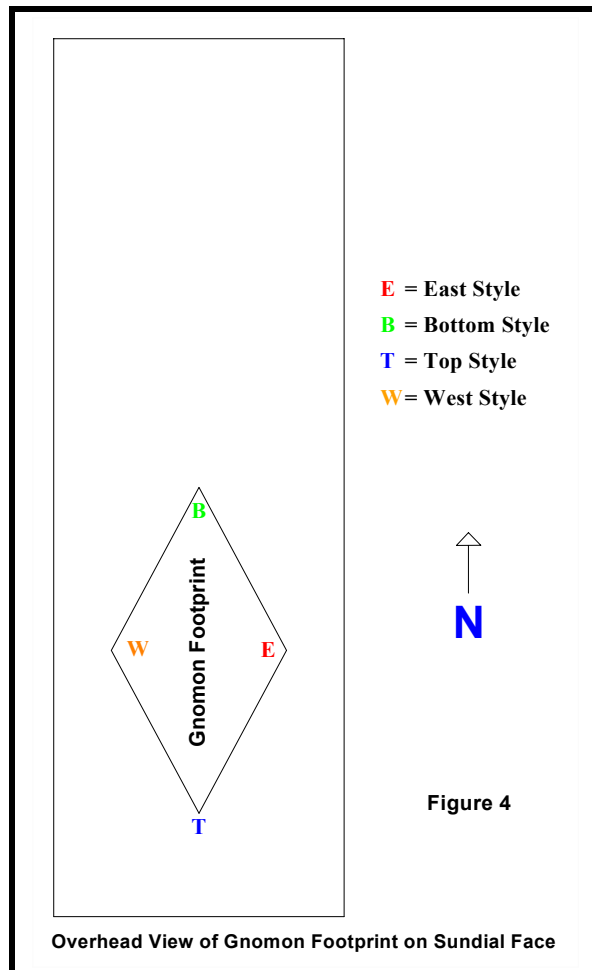 E = East Style
B = Bottom Style
T = Top Style
W= West Style
B
Gnomon Footprint
W
E
T
N
Figure 4
Overhead View of Gnomon Footprint on Sundial Face